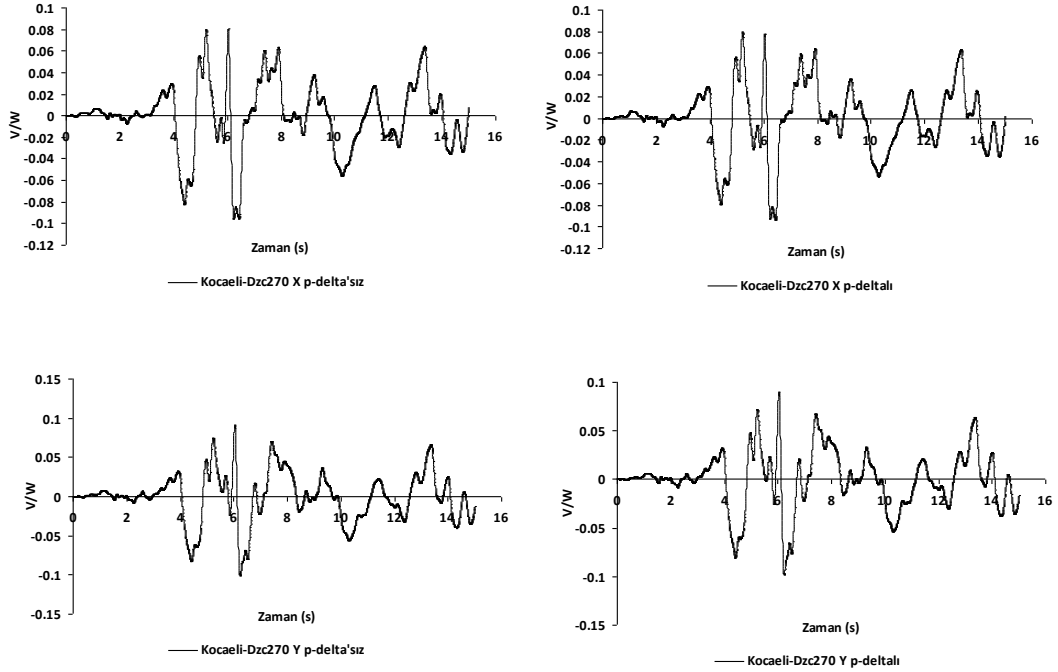 0.1
0.08
0.06
0.04
0.02
0
-0.02
-0.04
-0.06
-0.08
-0.1
-0.12
V/W
0 2 4 6 8 10 12 14 16
Zaman (s)
Kocaeli-Dzc270 X p-delta'sız
0.1
0.08
0.06
0.04
0.02
0
-0.02
-0.04
-0.06
-0.08
-0.1
-0.12
V/W
0 2 4 6 8 10 12 14 16
Zaman (s)
Kocaeli-Dzc270 X p-deltalı
0.15
0.1
0.05
0
-0.05
-0.1
-0.15
V/W
0 2 4 6 8 10 12 14 16
Zaman (s)
Kocaeli-Dzc270 Y p-delta'sız
0.1
0.05
0
-0.05
-0.1
-0.15
V/W
0 2 4 6 8 10 12 14 16
Zaman (s)
Kocaeli-Dzc270 Y p-deltalı